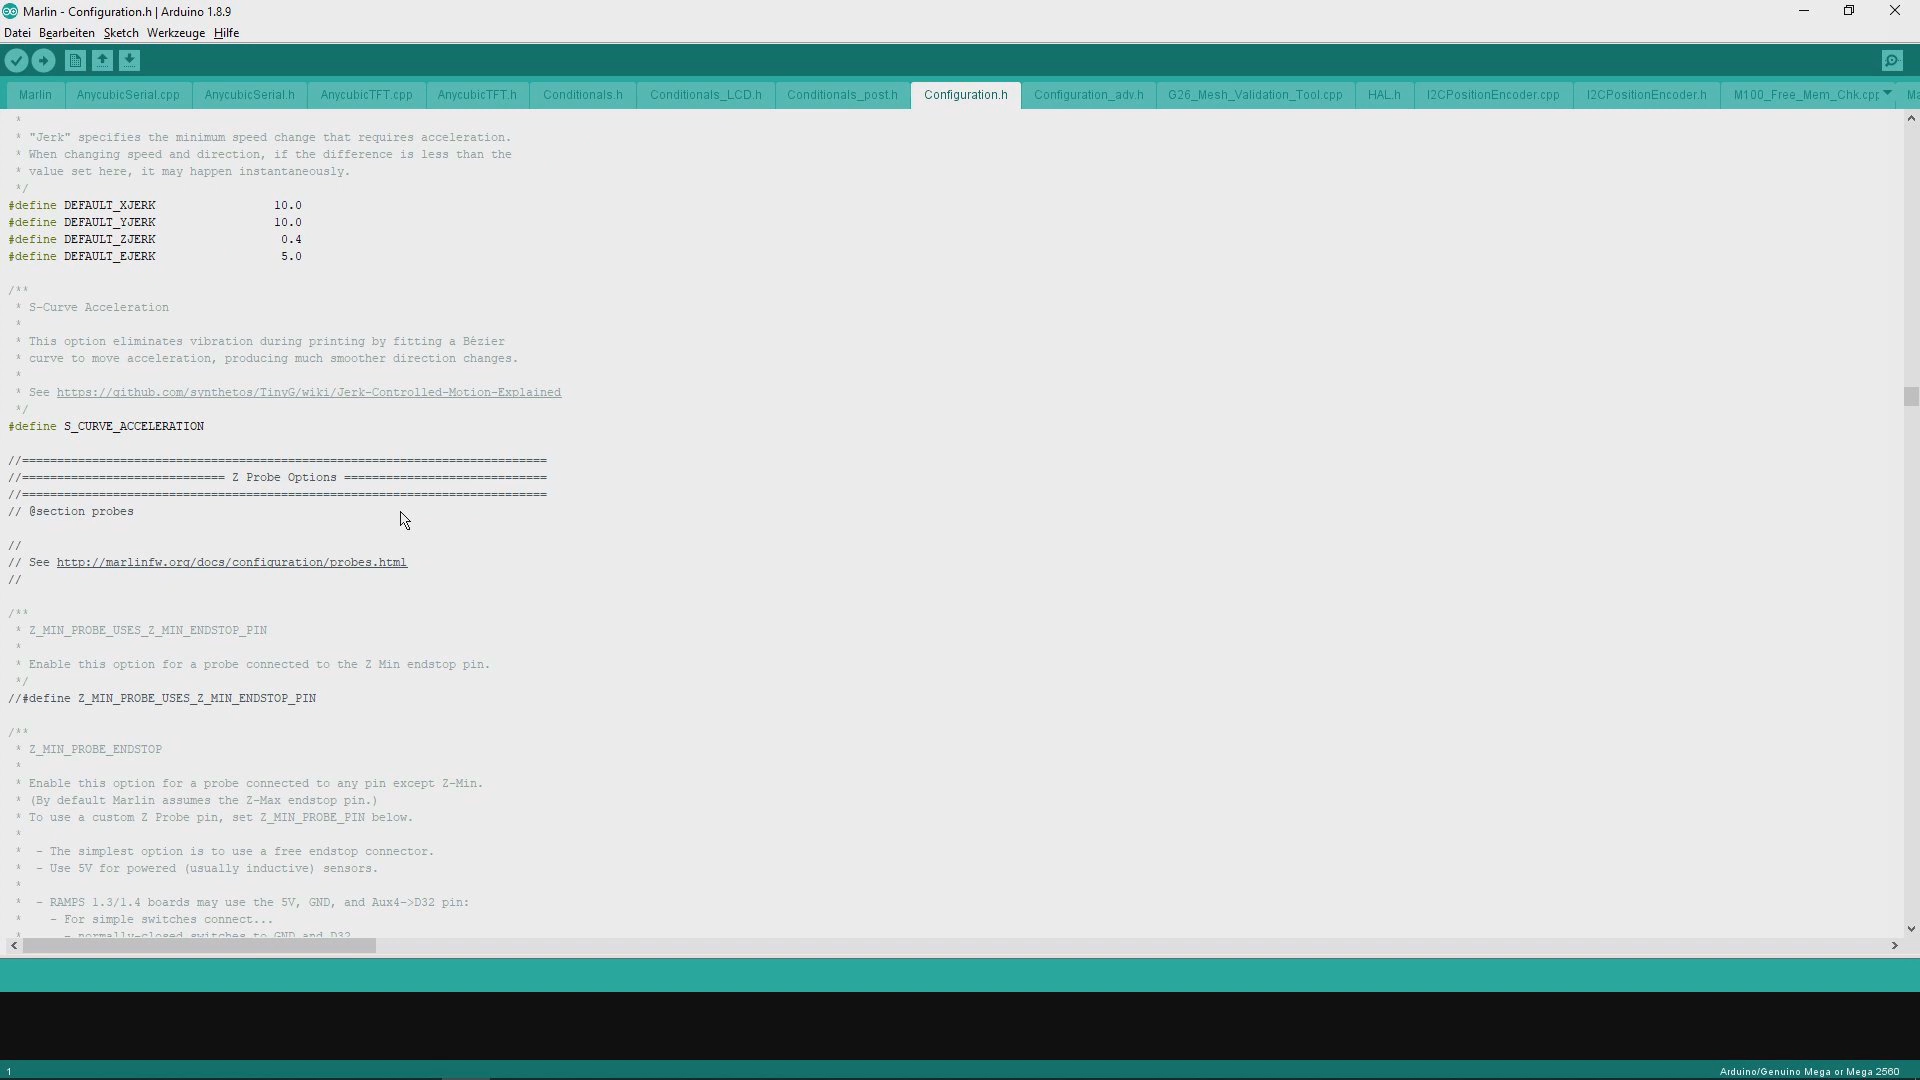 Marlin - Configuration.h | Arduino 1.8.9
Datei Bearbeiten Sketch Werkzeuge Hilfe
Marlin AnycubicSerial.cpp AnycubicSerial.h AnycubicTFT.cpp AnycubicTFT.h Conditionals.h Conditionals_LCD.h Conditionals_post.h Configuration.h Configuration_adv.h G26_Mesh_Validation_Tool.cpp HAL.h I2CPositionEncoder.cpp I2CPositionEncoder.h M100_Free_Mem_Chk.cpp Ma
*
* "Jerk" specifies the minimum speed change that requires acceleration.
* When changing speed and direction, if the difference is less than the
* value set here, it may happen instantaneously.
*/
#define DEFAULT_XJERK 10.0
#define DEFAULT_YJERK 10.0
#define DEFAULT_ZJERK 0.4
#define DEFAULT_EJERK 5.0
/**
* S-Curve Acceleration
*
* This option eliminates vibration during printing by fitting a Bézier
* curve to move acceleration, producing much smoother direction changes.
*
* See https://github.com/synthetos/TinyG/wiki/Jerk-Controlled-Motion-Explained
*/
#define S_CURVE_ACCELERATION
//===========================================================================
//============================= Z Probe Options =============================
//===========================================================================
// @section probes
//
// See http://marlinfw.org/docs/configuration/probes.html
//
/**
* Z_MIN_PROBE_USES_Z_MIN_ENDSTOP_PIN
*
* Enable this option for a probe connected to the Z Min endstop pin.
*/
//#define Z_MIN_PROBE_USES_Z_MIN_ENDSTOP_PIN
/**
* Z_MIN_PROBE_ENDSTOP
*
* Enable this option for a probe connected to any pin except Z-Min.
* (By default Marlin assumes the Z-Max endstop pin.)
* To use a custom Z Probe pin, set Z_MIN_PROBE_PIN below.
*
* - The simplest option is to use a free endstop connector.
* - Use 5V for powered (usually inductive) sensors.
*
* - RAMPS 1.3/1.4 boards may use the 5V, GND, and Aux4->D32 pin:
* - For simple switches connect...
* - normally-closed switches to GND and D32
1
Arduino/Genuino Mega or Mega 2560